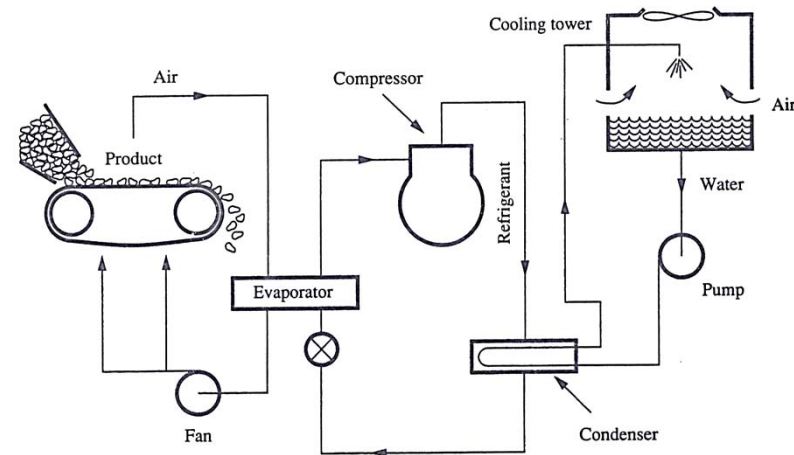 Cooling tower
Air
Compressor
Air
Product
Refrigerant
Water
Evaporator
Pump
Fan
Condenser